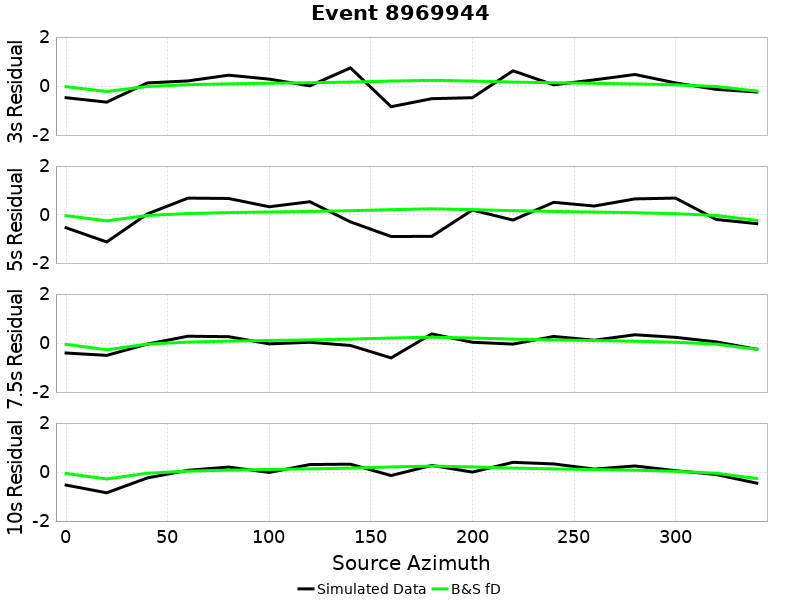 Event 8969944
3s Residual
2
0
-2
5s Residual
2
0
-2
7.5s Residual
2
0
-2
10s Residual
2
0
-2
0 50 100 150 200 250 300
Source Azimuth
Simulated Data B&S fD